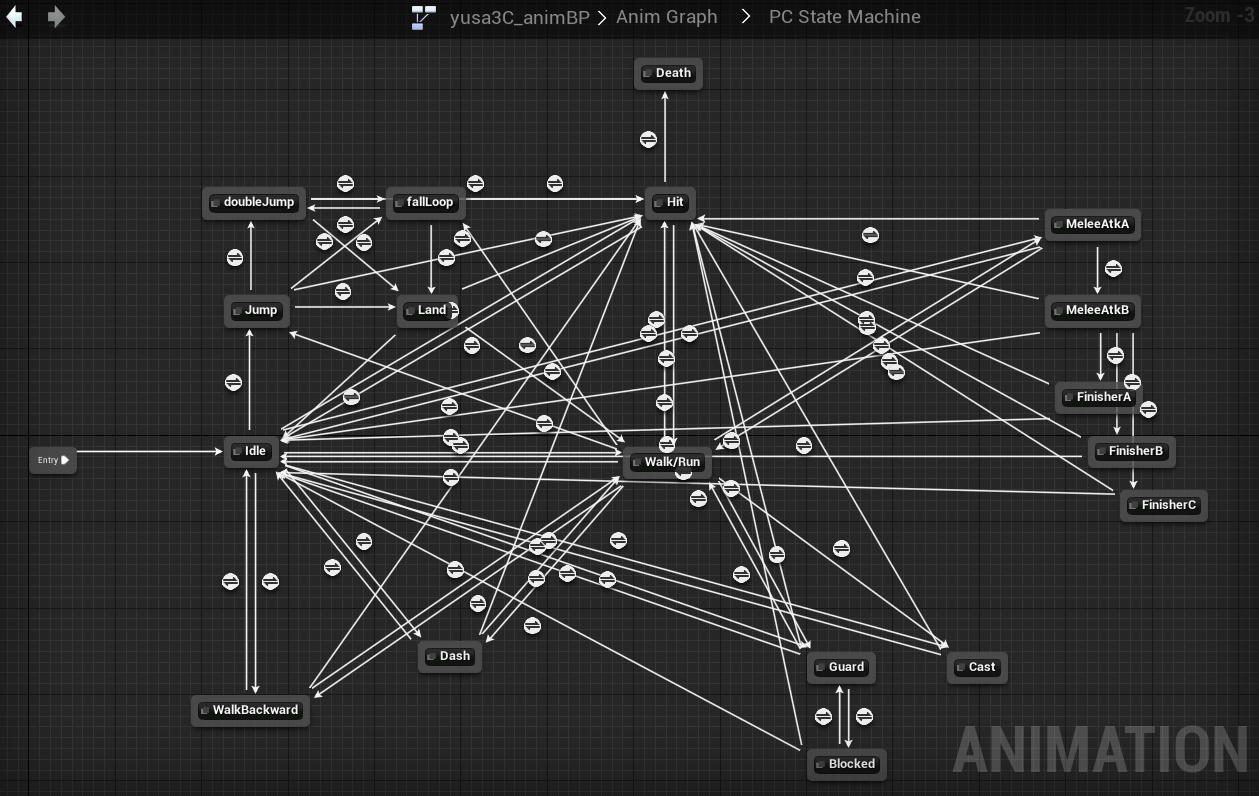 yusa3C_animBP > Anim Graph > PC State Machine
Zoom -3
Death
doubleJump
fallLoop
Hit
MeleeAtkA
Jump
Land
MeleeAtkB
FinisherA
Entry
Idle
Walk/Run
FinisherB
FinisherC
Dash
Guard
Cast
WalkBackward
Blocked
ANIMATION